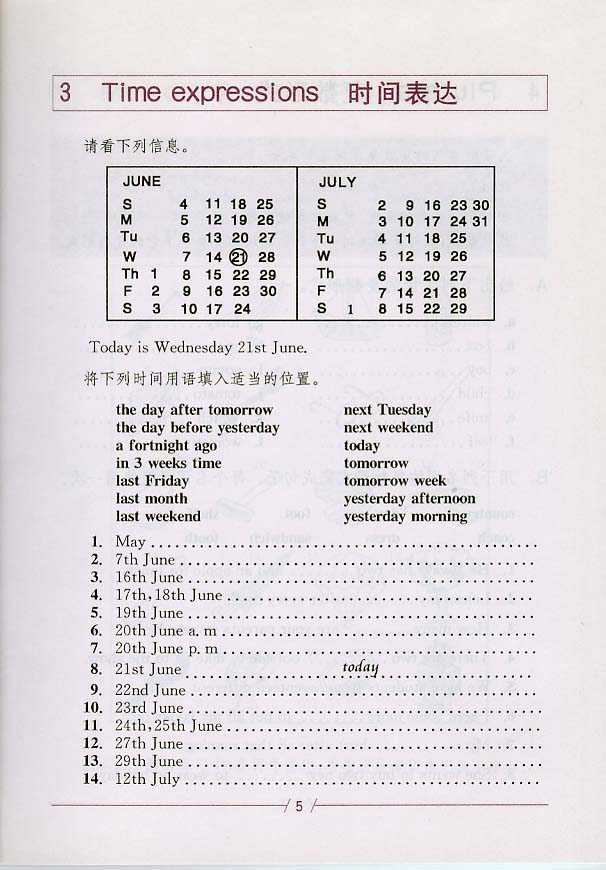 3 Time expressions 时间表达
请看下列信息。
JUNE
S 4 11 18 25
M 5 12 19 26
Tu 6 13 20 27
W 7 14 21 28
Th 1 8 15 22 29
F 2 9 16 23 30
S 3 10 17 24
JULY
S 2 9 16 23 30
M 3 10 17 24 31
Tu 4 11 18 25
W 5 12 19 26
Th 6 13 20 27
F 7 14 21 28
S 1 8 15 22 29
Today is Wednesday 21st June.
将下列时间用语填入适当的位置。
the day after tomorrow
the day before yesterday
a fortnight ago
in 3 weeks time
last Friday
last month
last weekend
next Tuesday
next weekend
today
tomorrow
tomorrow week
yesterday afternoon
yesterday morning
1. May
2. 7th June
3. 16th June
4. 17th,18th June
5. 19th June
6. 20th June a. m
7. 20th June p. m
8. 21st June today
9. 22nd June
10. 23rd June
11. 24th,25th June
12. 27th June
13. 29th June
14. 12th July
5